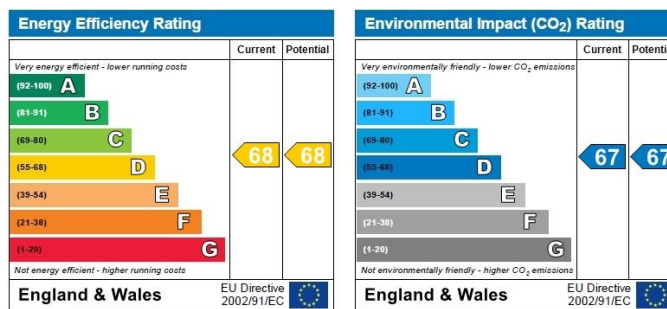 Energy Efficiency Rating
Current Potential
Very energy efficient - lower running costs
(92-100) A
(81-91) B
(69-80) C
(55-68) D
68 68
(39-54) E
(21-38) F
(1-20) G
Not energy efficient - higher running costs
England & Wales
EU Directive
2002/91/EC
Environmental Impact (CO₂) Rating
Current Potential
Very environmentally friendly - lower CO₂ emissions
(92-100) A
(81-91) B
(69-80) C
(55-68) D
67 67
(39-54) E
(21-38) F
(1-20) G
Not environmentally friendly - higher CO₂ emissions
England & Wales
EU Directive
2002/91/EC